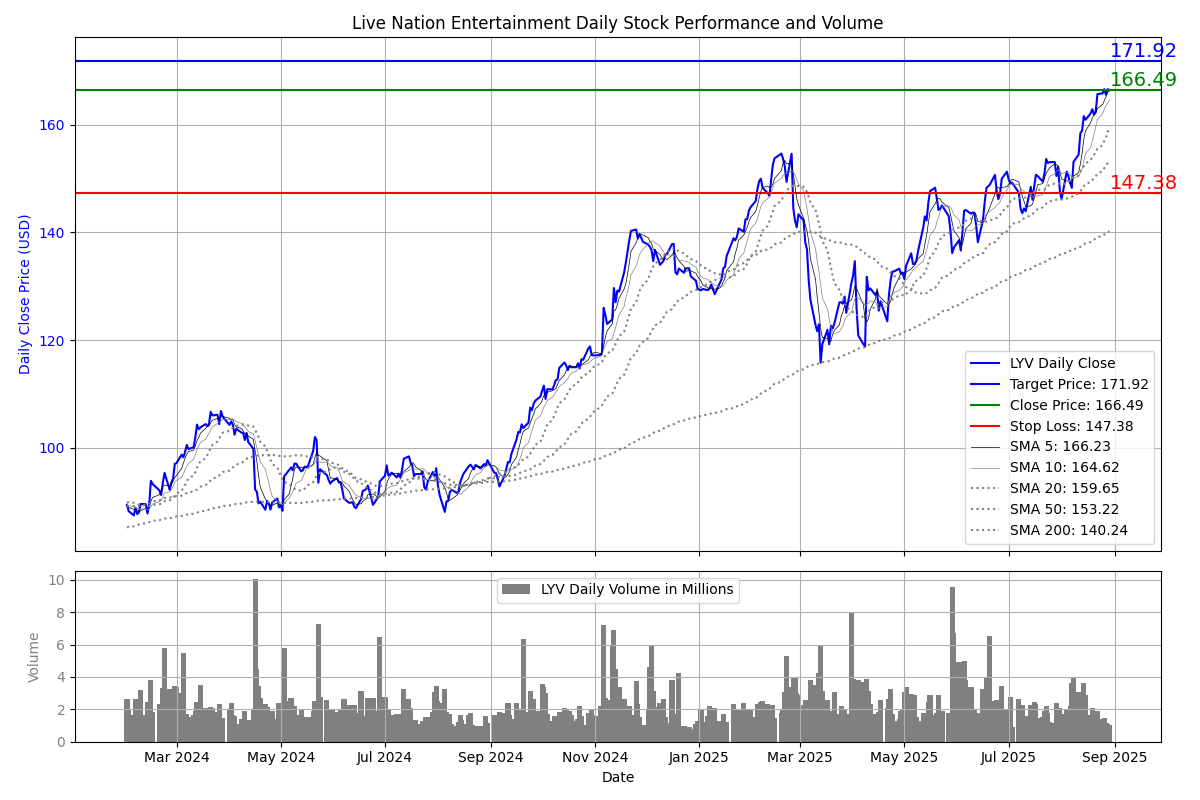 Live Nation Entertainment Daily Stock Performance and Volume
171.92
166.49
160
147.38
140
120
100
Daily Close Price (USD)
LYV Daily Close
Target Price: 171.92
Close Price: 166.49
Stop Loss: 147.38
SMA 5: 166.23
SMA 10: 164.62
SMA 20: 159.65
SMA 50: 153.22
SMA 200: 140.24
10
8
6
4
2
0
Volume
LYV Daily Volume in Millions
Mar 2024 May 2024 Jul 2024 Sep 2024 Nov 2024 Jan 2025 Mar 2025 May 2025 Jul 2025 Sep 2025
Date